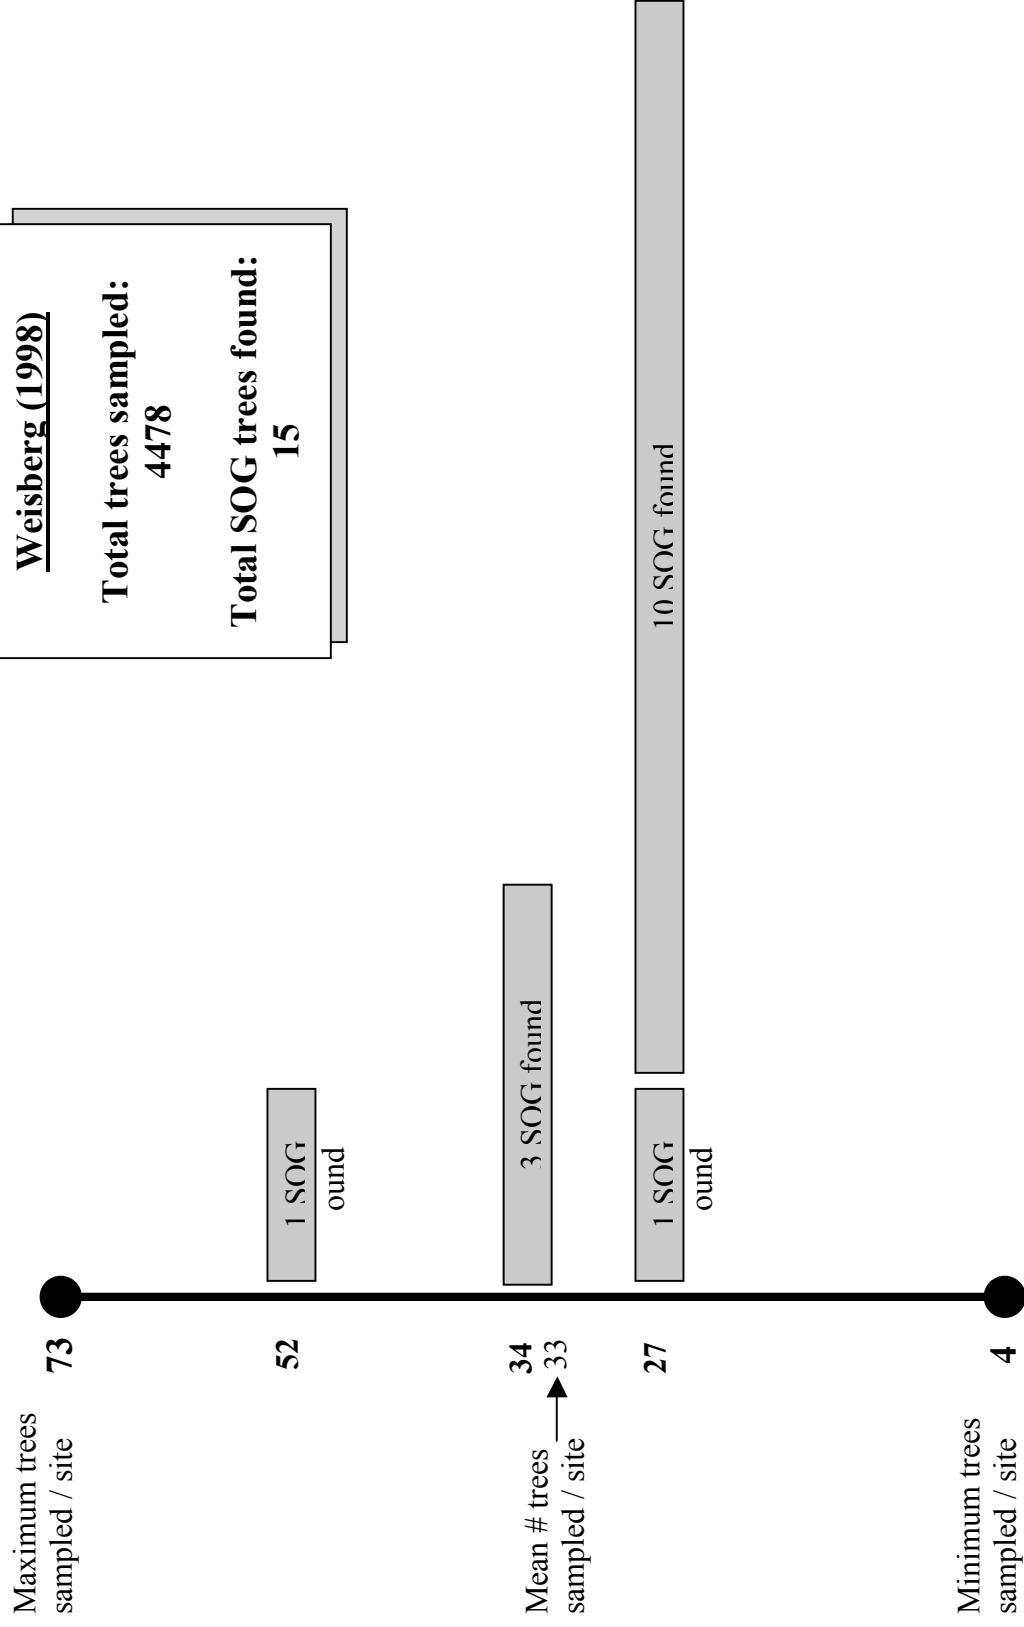 Weisberg (1998)
Total trees sampled:
4478
Total SOG trees found:
15
Maximum trees
sampled / site
73
52
1 SOG
ound
34
3 SOG found
Mean # trees
sampled / site
33
27
1 SOG
ound
10 SOG found
Minimum trees
sampled / site
4